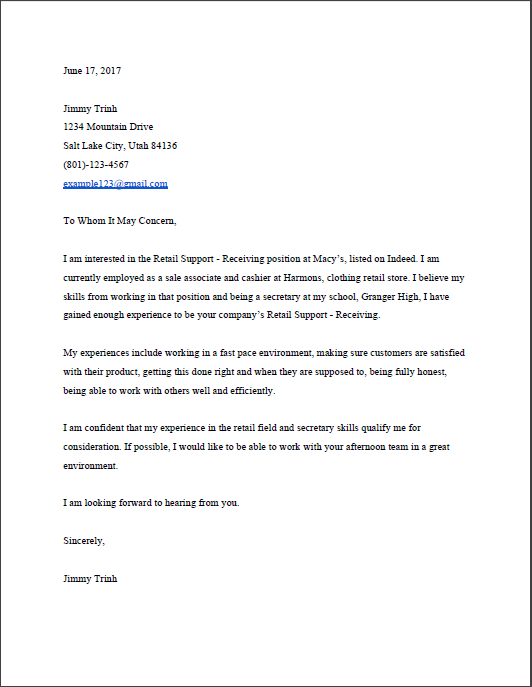 June 17, 2017
Jimmy Trinh
1234 Mountain Drive
Salt Lake City, Utah 84136
(801)-123-4567
example123@gmail.com
To Whom It May Concern,
I am interested in the Retail Support - Receiving position at Macy’s, listed on Indeed. I am
currently employed as a sale associate and cashier at Harmons, clothing retail store. I believe my
skills from working in that position and being a secretary at my school, Granger High, I have
gained enough experience to be your company’s Retail Support - Receiving.
My experiences include working in a fast pace environment, making sure customers are satisfied
with their product, getting this done right and when they are supposed to, being fully honest,
being able to work with others well and efficiently.
I am confident that my experience in the retail field and secretary skills qualify me for
consideration. If possible, I would like to be able to work with your afternoon team in a great
environment.
I am looking forward to hearing from you.
Sincerely,
Jimmy Trinh